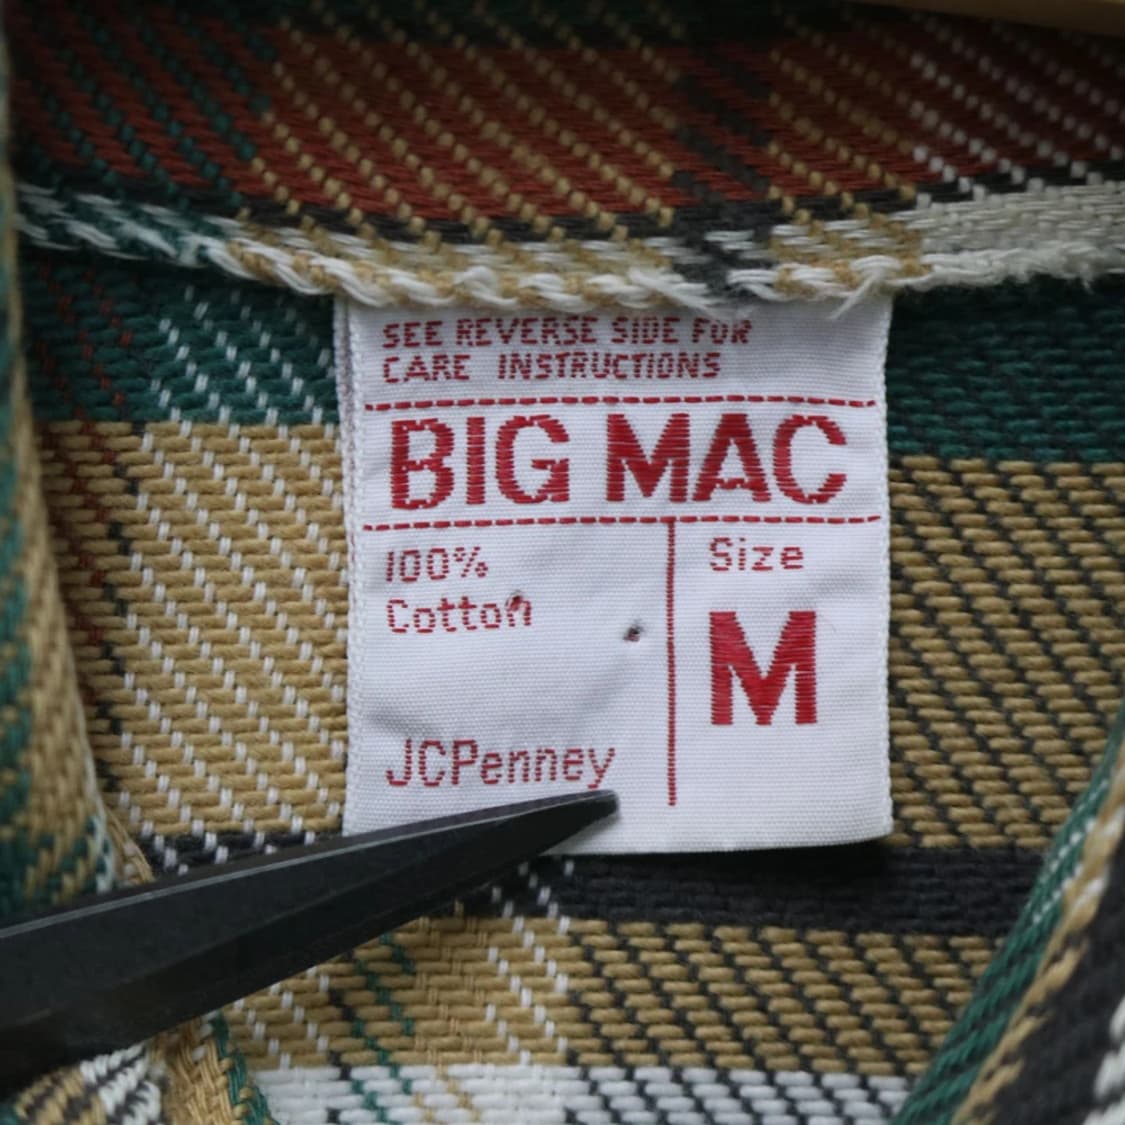 SEE REVERSE SIDE FOR
CARE INSTRUCTIONS
BIG MAC
100%
Cotton
Size
M
JCPenney